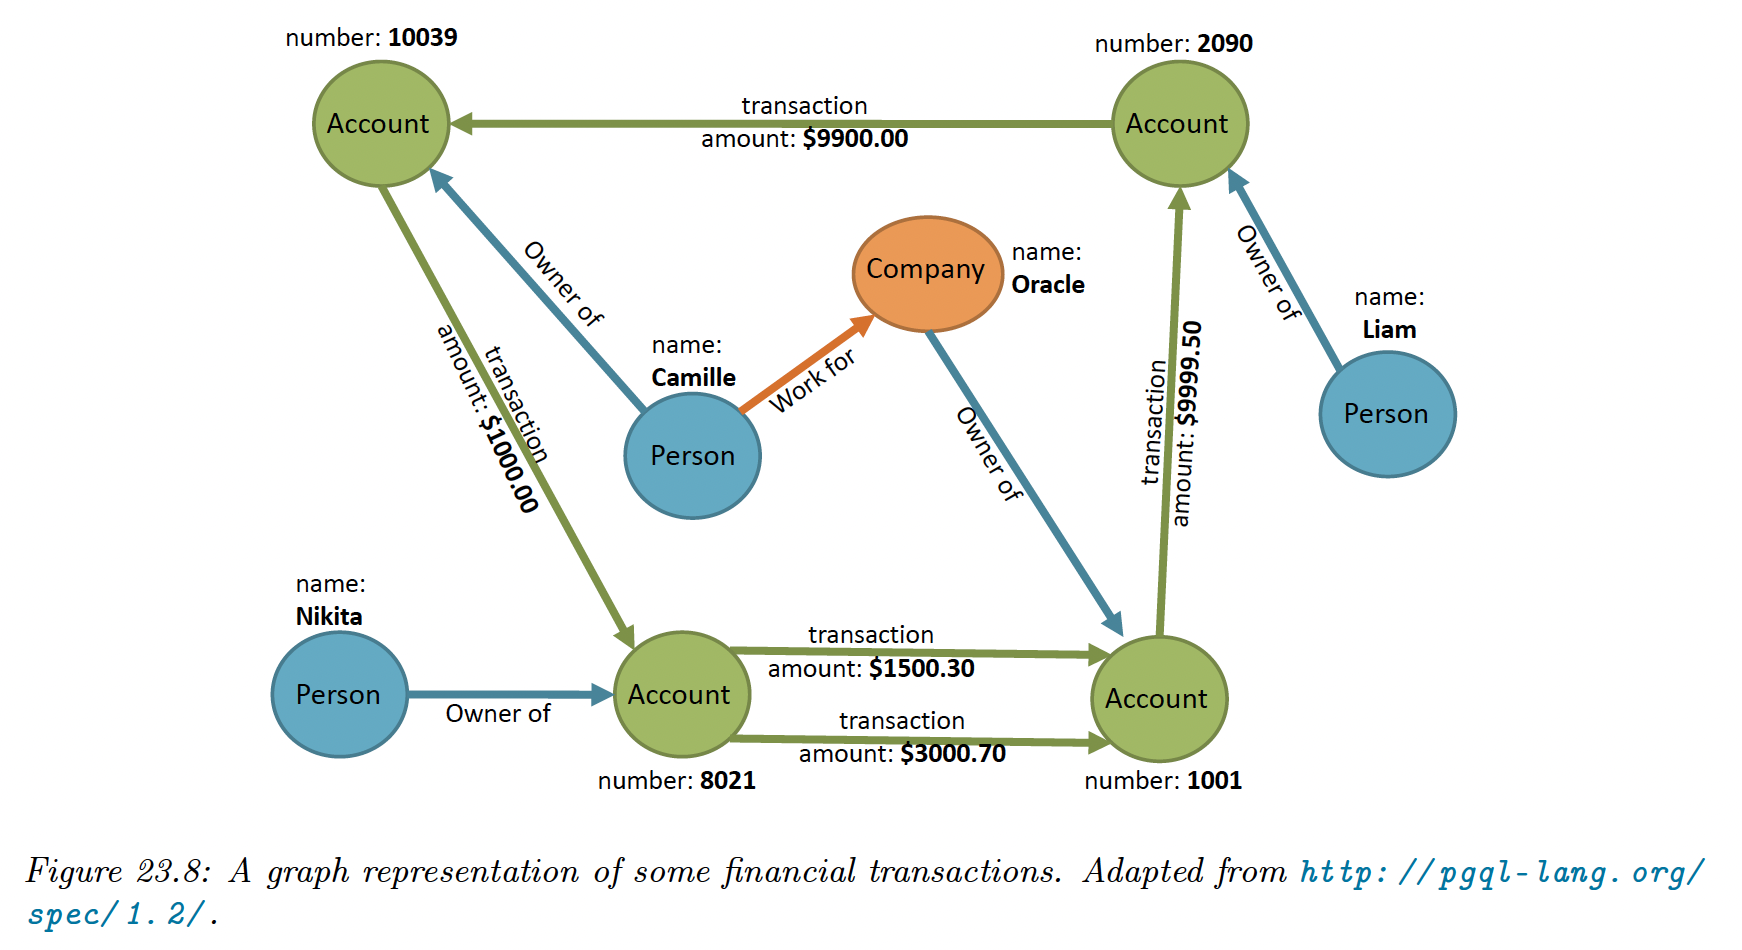 number: 10039
number: 2090
Account
transaction
amount: $9900.00
Account
Owner of
Company
name:
Oracle
Owner of
name:
Liam
name:
Camille
Work for
transaction
amount: $1000.00
Person
Owner of
transaction
amount: $9999.50
Person
name:
Nikita
Person
Owner of
Account
transaction
amount: $1500.30
transaction
amount: $3000.70
Account
number: 8021
number: 1001
Figure 23.8: A graph representation of some financial transactions. Adapted from http://pgql-lang.org/
spec/1.2/.